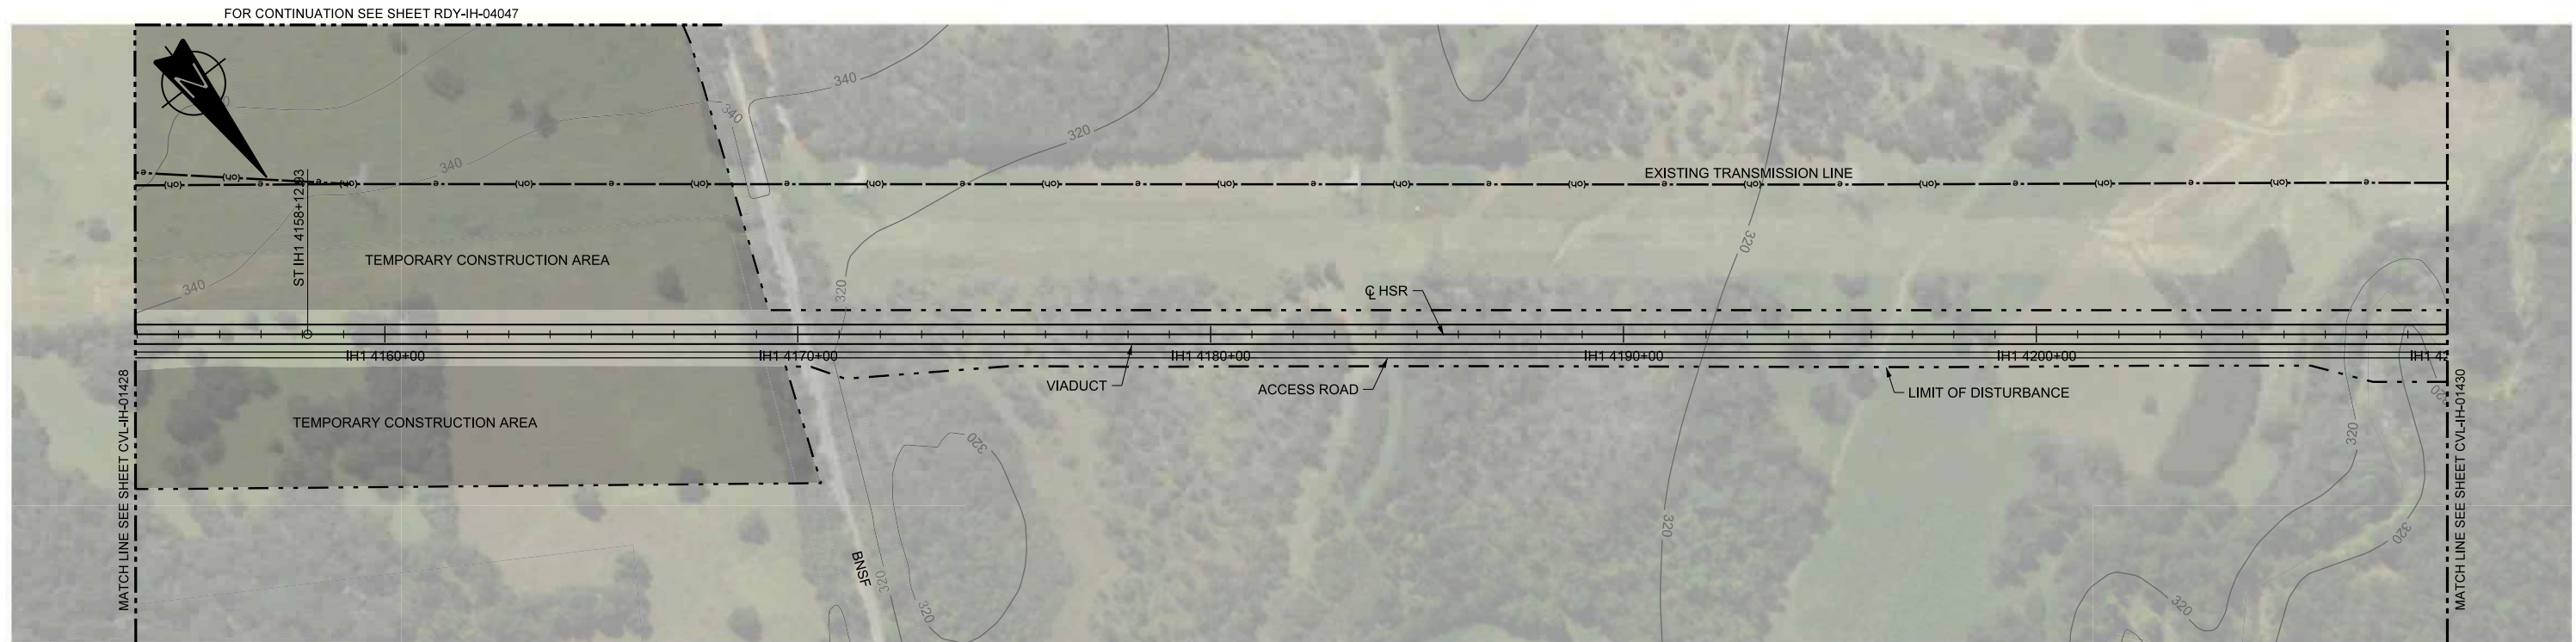 FOR CONTINUATION SEE SHEET RDY-IH-04047
340
340
320
340
EXISTING TRANSMISSION LINE
ST IH1 4158+12.93
TEMPORARY CONSTRUCTION AREA
320
340
320
℄ HSR
IH1 4160+00
IH1 4170+00
IH1 4180+00
IH1 4190+00
IH1 4200+00
IH1 42
VIADUCT
ACCESS ROAD
LIMIT OF DISTURBANCE
TEMPORARY CONSTRUCTION AREA
MATCH LINE SEE SHEET CVL-IH-01428
MATCH LINE SEE SHEET CVL-IH-01430
320
320
320
320
320
BNSF
320
320
320